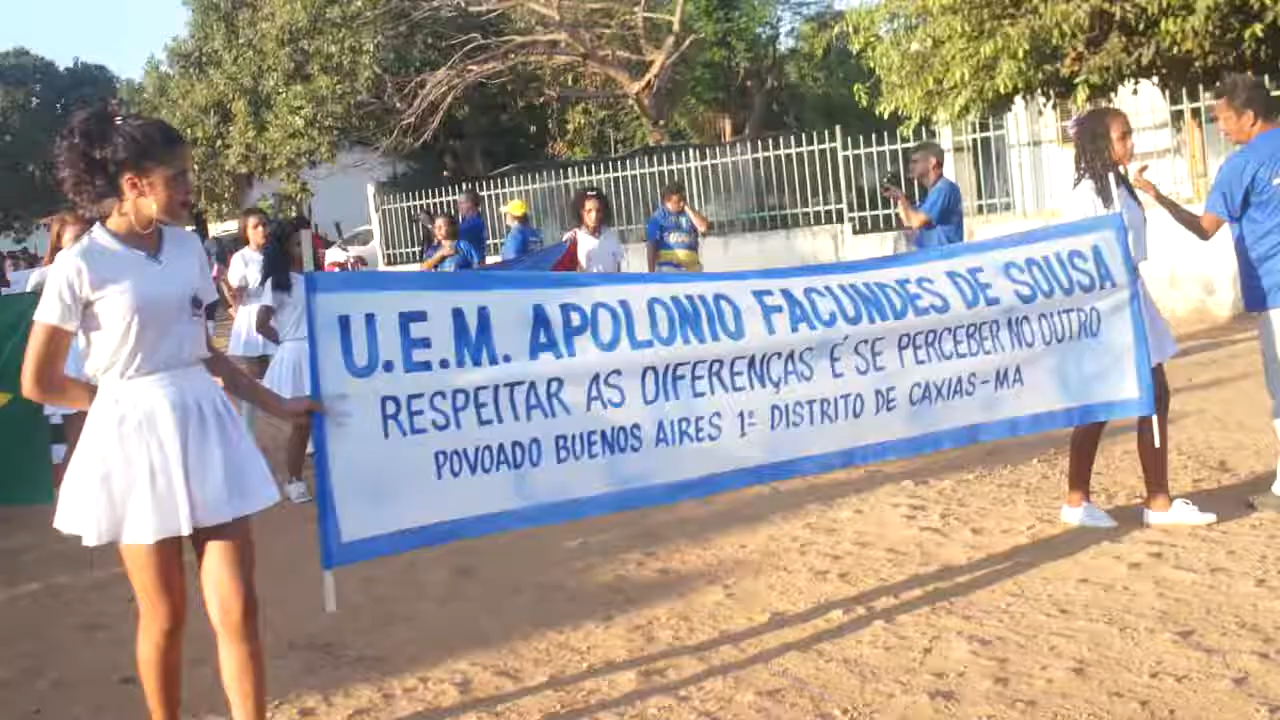 U.E.M. APOLONIO FACUNDES DE SOUSA
RESPEITAR AS DIFERENÇAS É SE PERCEBER NO OUTRO
POVOADO BUENOS AIRES 1º DISTRITO DE CAXIAS-MA